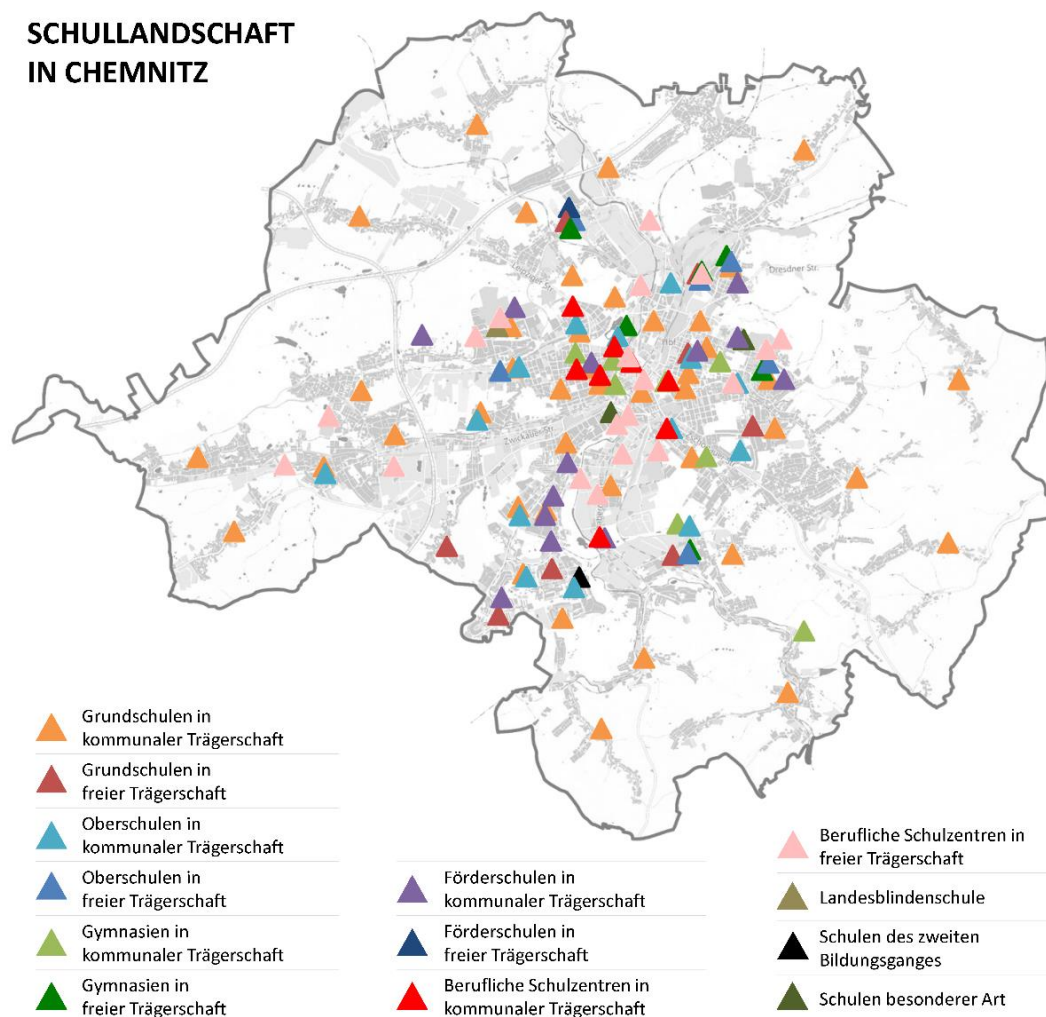 SCHULLANDSCHAFT
IN CHEMNITZ
Dresdner Str.
Zwickauer Str.
Grundschulen in
kommunaler Trägerschaft
Grundschulen in
freier Trägerschaft
Oberschulen in
kommunaler Trägerschaft
Oberschulen in
freier Trägerschaft
Gymnasien in
kommunaler Trägerschaft
Gymnasien in
freier Trägerschaft
Förderschulen in
kommunaler Trägerschaft
Förderschulen in
freier Trägerschaft
Berufliche Schulzentren in
kommunaler Trägerschaft
Berufliche Schulzentren in
freier Trägerschaft
Landesblindenschule
Schulen des zweiten
Bildungsganges
Schulen besonderer Art